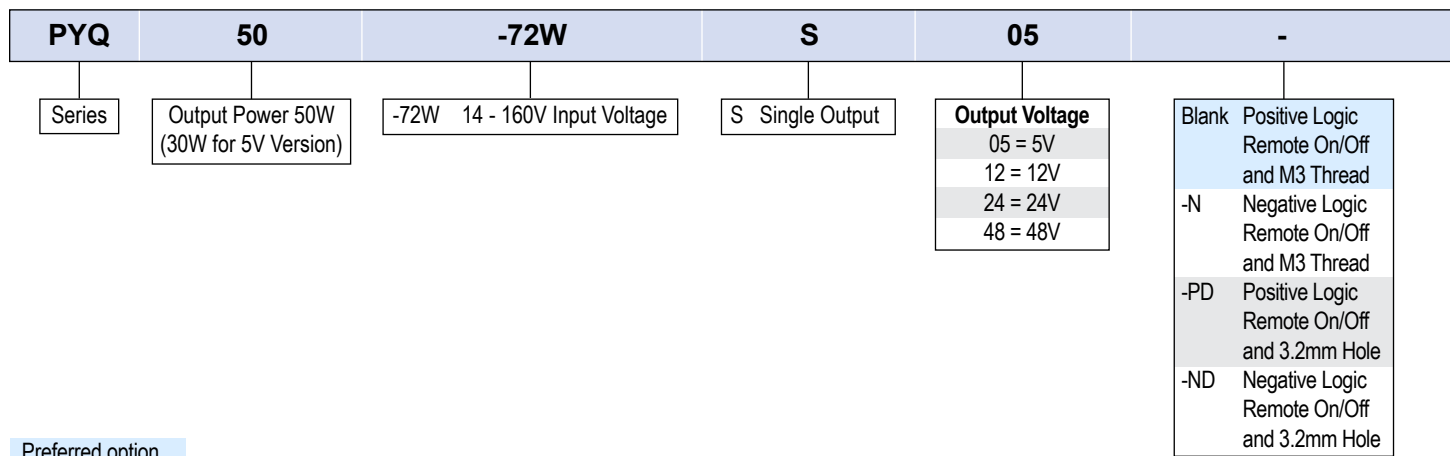 PYQ 50 -72W S 05 -
Series
Output Power 50W
(30W for 5V Version)
-72W 14 - 160V Input Voltage
S Single Output
Output Voltage
05 = 5V
12 = 12V
24 = 24V
48 = 48V
Blank Positive Logic
Remote On/Off
and M3 Thread
-N Negative Logic
Remote On/Off
and M3 Thread
-PD Positive Logic
Remote On/Off
and 3.2mm Hole
-ND Negative Logic
Remote On/Off
and 3.2mm Hole
Preferred option